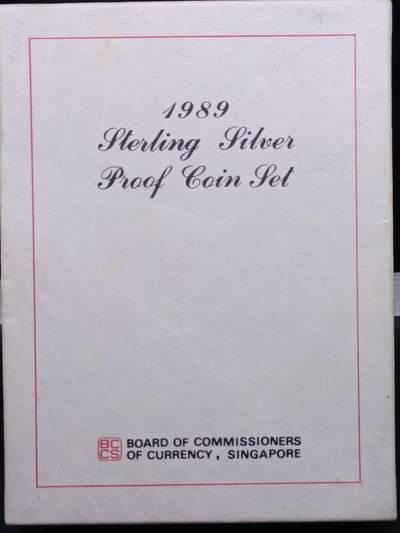 1989
Sterling Silver
Proof Coin Set
BC
CS
BOARD OF COMMISSIONERS
OF CURRENCY, SINGAPORE